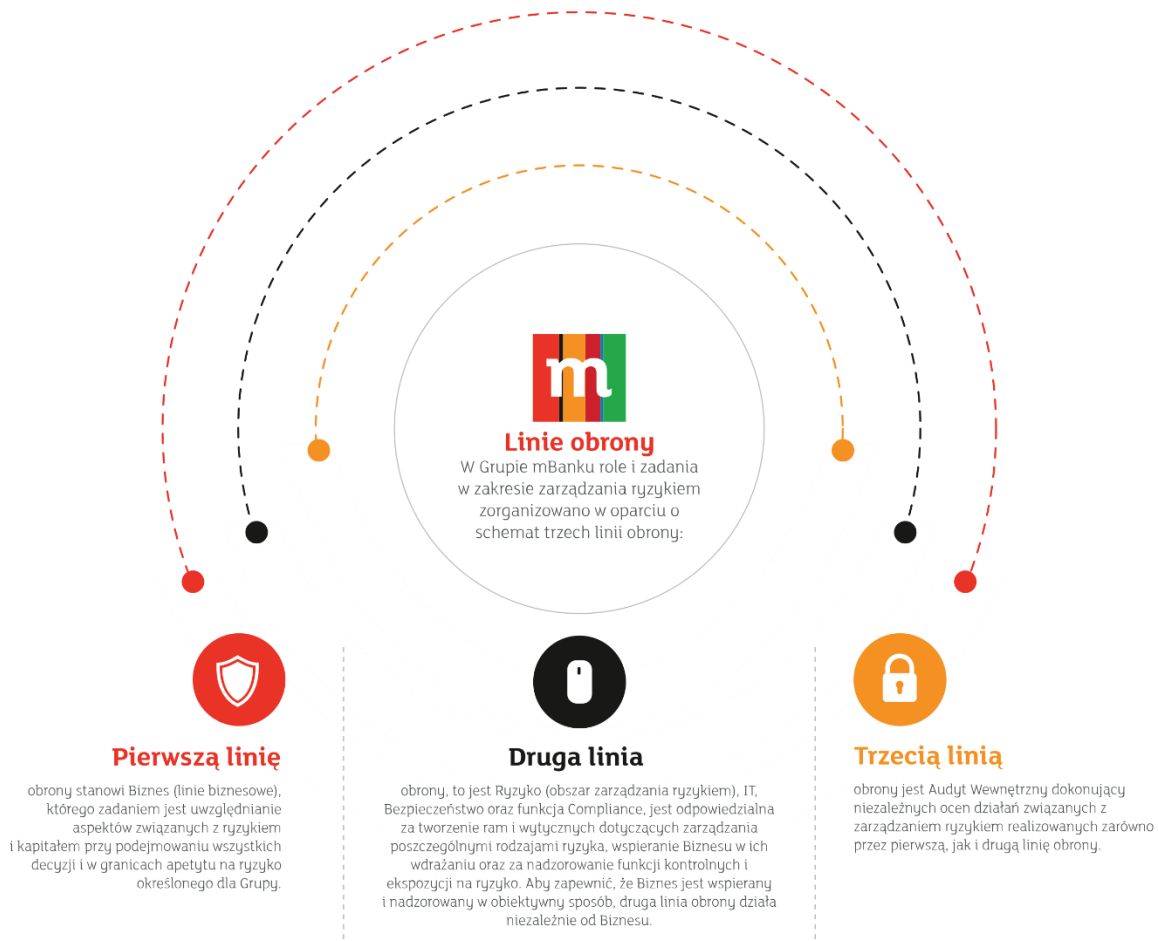 m
Linie obrony
W Grupie mBanku role i zadania
w zakresie zarządzania ryzykiem
zorganizowano w oparciu o
schemat trzech linii obrony:
Pierwszą linię
obrony stanowi Biznes (linie biznesowe),
którego zadaniem jest uwzględnianie
aspektów związanych z ryzykiem
i kapitałem przy podejmowaniu wszystkich
decyzji i w granicach apetytu na ryzyko
określonego dla Grupy.
Druga linia
obrony, to jest Ryzyko (obszar zarządzania ryzykiem), IT,
Bezpieczeństwo oraz funkcja Compliance, jest odpowiedzialna
za tworzenie ram i wytycznych dotyczących zarządzania
poszczególnymi rodzajami ryzyka, wspieranie Biznesu w ich
wdrażaniu oraz za nadzorowanie funkcji kontrolnych i
ekspozycji na ryzyko. Aby zapewnić, że Biznes jest wspierany
i nadzorowany w obiektywny sposób, druga linia obrony działa
niezależnie od Biznesu.
Trzecią linią
obrony jest Audyt Wewnętrzny dokonujący
niezależnych ocen działań związanych z
zarządzaniem ryzykiem realizowanych zarówno
przez pierwszą, jak i drugą linię obrony.